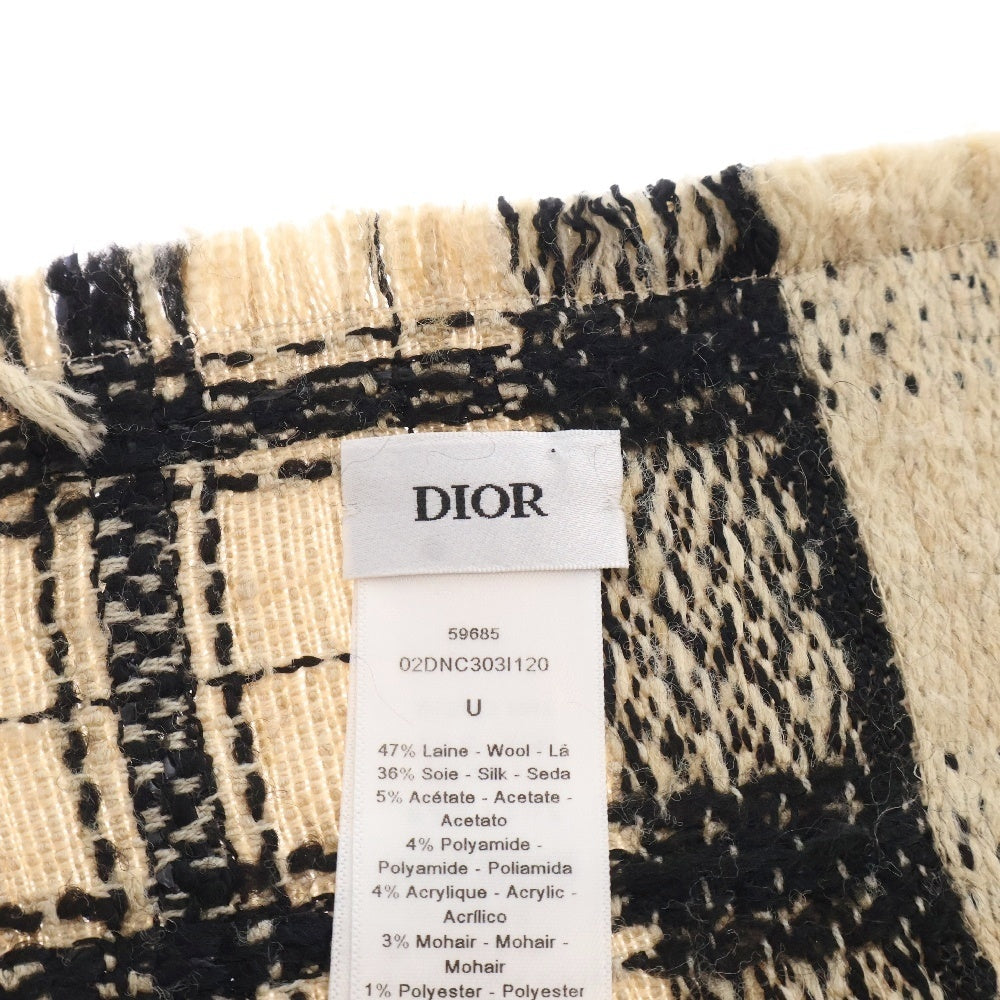 DIOR
59685
02DNC303I120
U
47% Laine - Wool - Lã
36% Soie - Silk - Seda
5% Acétate - Acetate -
Acetato
4% Polyamide -
Polyamide - Poliamida
4% Acrylique - Acrylic -
Acrílico
3% Mohair - Mohair -
Mohair
1% Polyester - Polyester